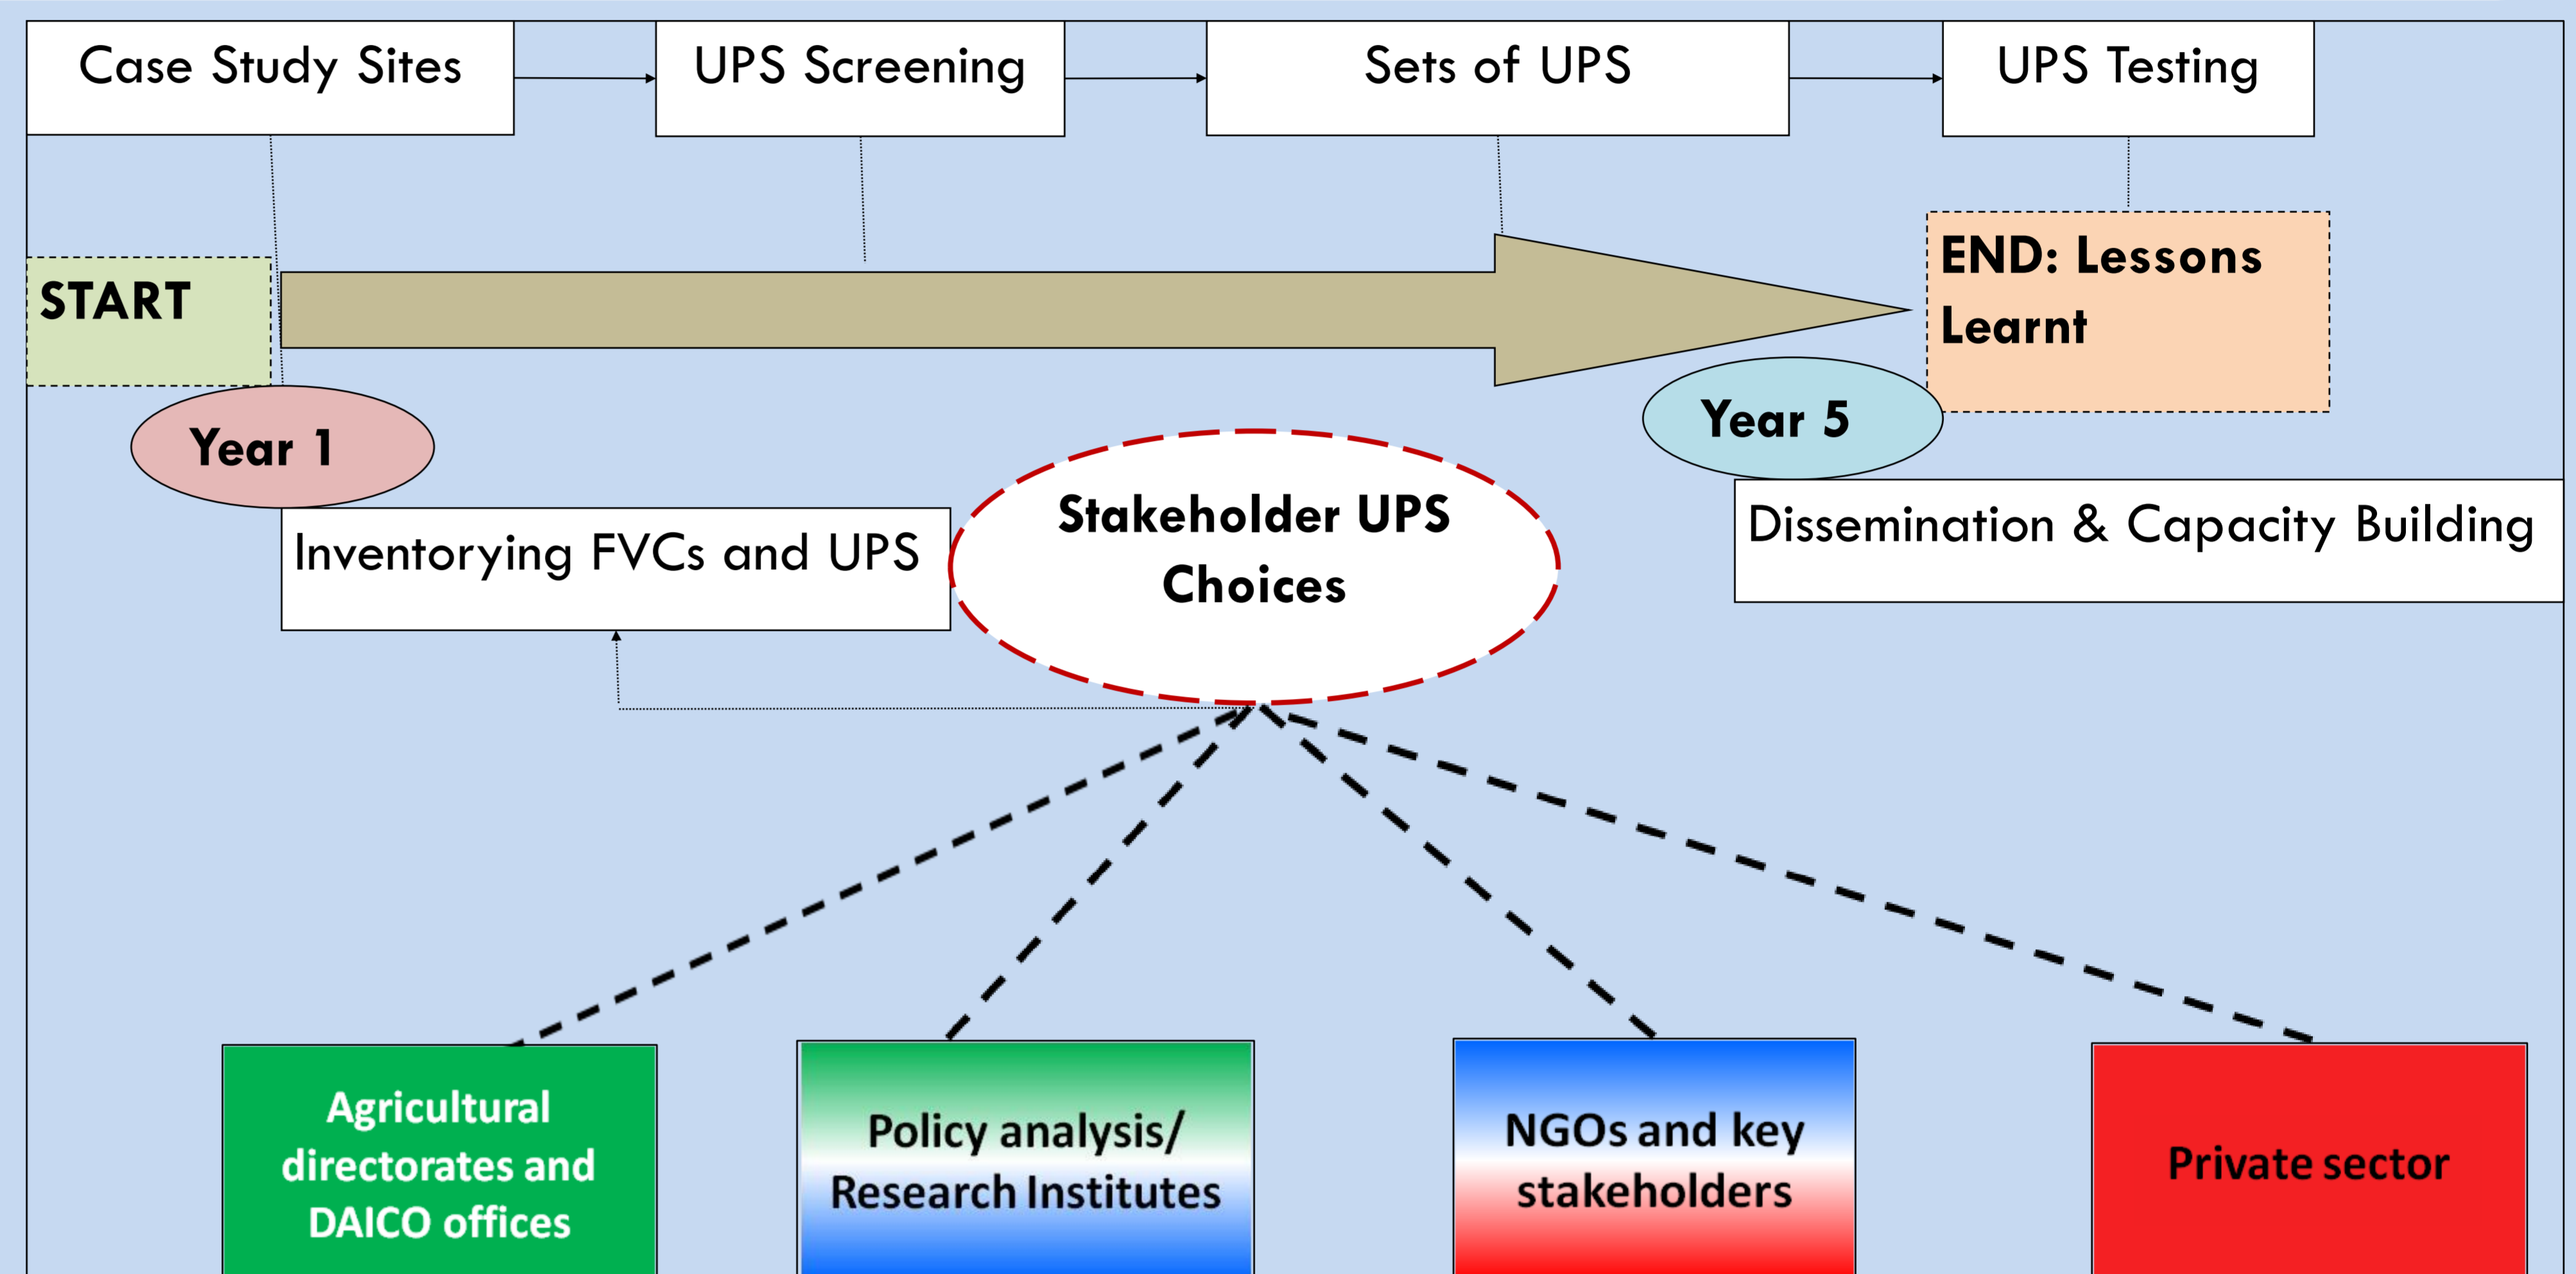 Case Study Sites
UPS Screening
Sets of UPS
UPS Testing
START
END: Lessons
Learnt
Year 1
Year 5
Inventorying FVCs and UPS
Stakeholder UPS
Choices
Dissemination & Capacity Building
Agricultural
directorates and
DAICO offices
Policy analysis/
Research Institutes
NGOs and key
stakeholders
Private sector